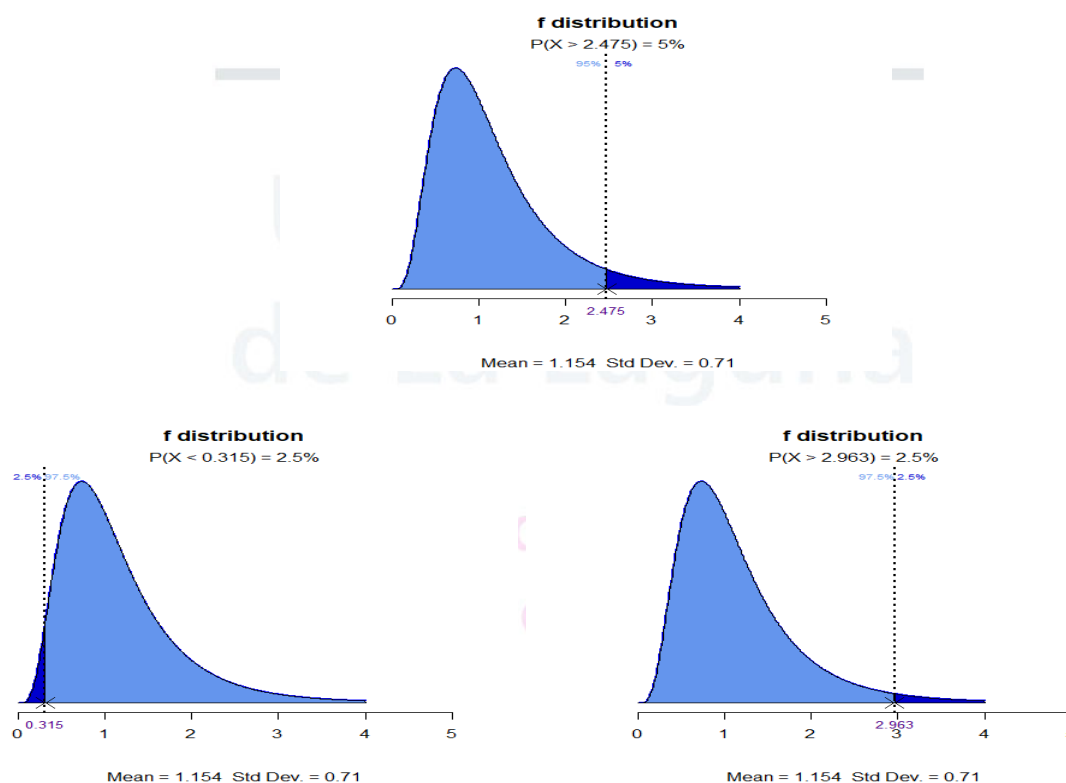 f distribution
P(X > 2.475) = 5%
95% 5%
0 1 2 3 4 5
2.475
Mean = 1.154 Std Dev. = 0.71
de La Laguna
f distribution
P(X < 0.315) = 2.5%
2.5% 97.5%
0 1 2 3 4 5
0.315
Mean = 1.154 Std Dev. = 0.71
f distribution
P(X > 2.963) = 2.5%
97.5% 2.5%
0 1 2 3 4
2.963
Mean = 1.154 Std Dev. = 0.71